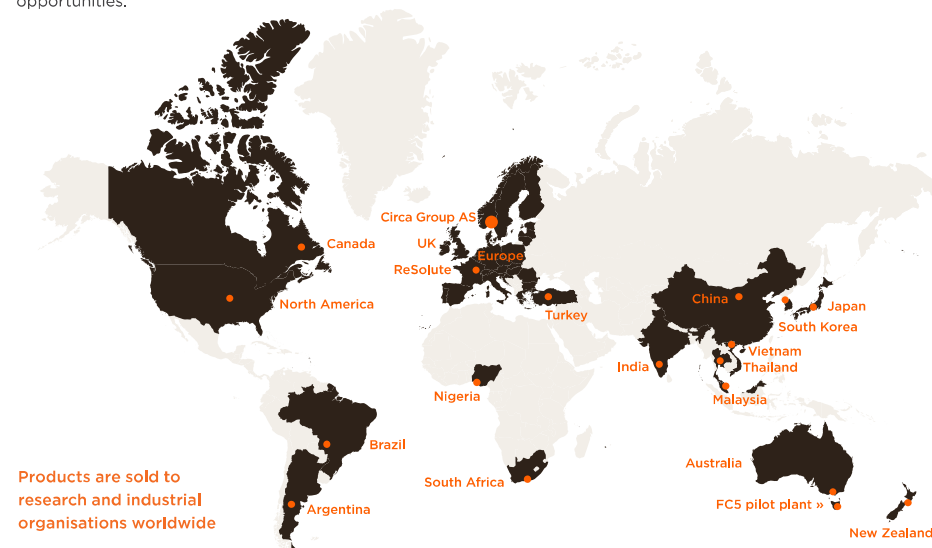 opportunities.
Circa Group AS
UK
Europe
ReSolute
Canada
North America
Turkey
China
Japan
South Korea
Vietnam
India
Thailand
Malaysia
Nigeria
Brazil
South Africa
Australia
Argentina
FC5 pilot plant »
New Zealand
Products are sold to
research and industrial
organisations worldwide